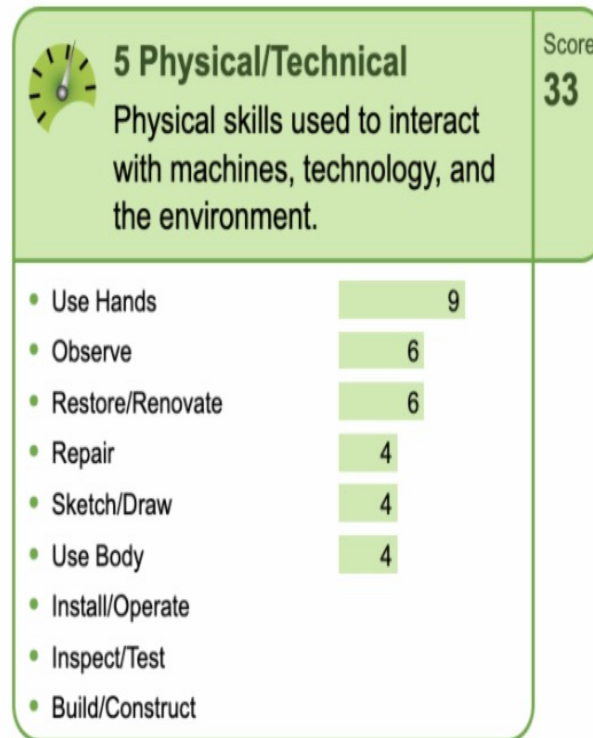 5 Physical/Technical
Score
33
Physical skills used to interact
with machines, technology, and
the environment.
• Use Hands 9
• Observe 6
• Restore/Renovate 6
• Repair 4
• Sketch/Draw 4
• Use Body 4
• Install/Operate
• Inspect/Test
• Build/Construct